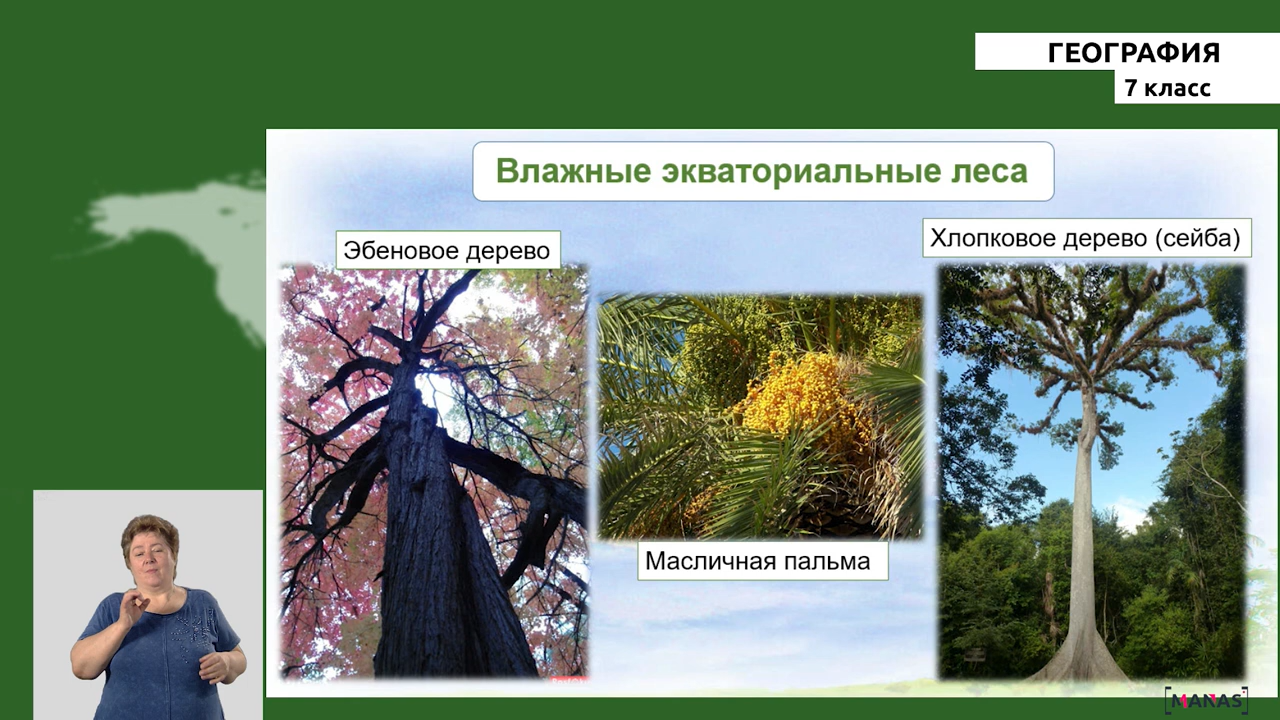 ГЕОГРАФИЯ
7 класс
Влажные экваториальные леса
Эбеновое дерево
Хлопковое дерево (сейба)
Масличная пальма
MANAS